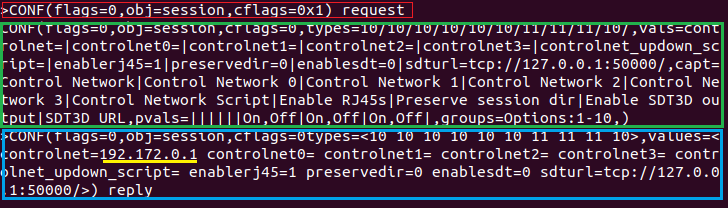 >CONF(flags=0,obj=session,cflags=0x1) request
CONF(flags=0,obj=session,cflags=0,types=10/10/10/10/10/10/11/11/11/10/,vals=cont
rolnet=|controlnet0=|controlnet1=|controlnet2=|controlnet3=|controlnet_updown_sc
ript=|enablerj45=1|preservedir=0|enablesdt=0|sdturl=tcp://127.0.0.1:50000/,capt=
Control Network|Control Network 0|Control Network 1|Control Network 2|Control Ne
twork 3|Control Network Script|Enable RJ45s|Preserve session dir|Enable SDT3D ou
tput|SDT3D URL,pvals=||||||On,Off|On,Off|On,Off|,groups=Options:1-10,)
>CONF(flags=0,obj=session,cflags=0types=<10 10 10 10 10 10 11 11 11 10>,values=<
controlnet=192.172.0.1 controlnet0= controlnet1= controlnet2= controlnet3= contr
olnet_updown_script= enablerj45=1 preservedir=0 enablesdt=0 sdturl=tcp://127.0.0
.1:50000/>) reply